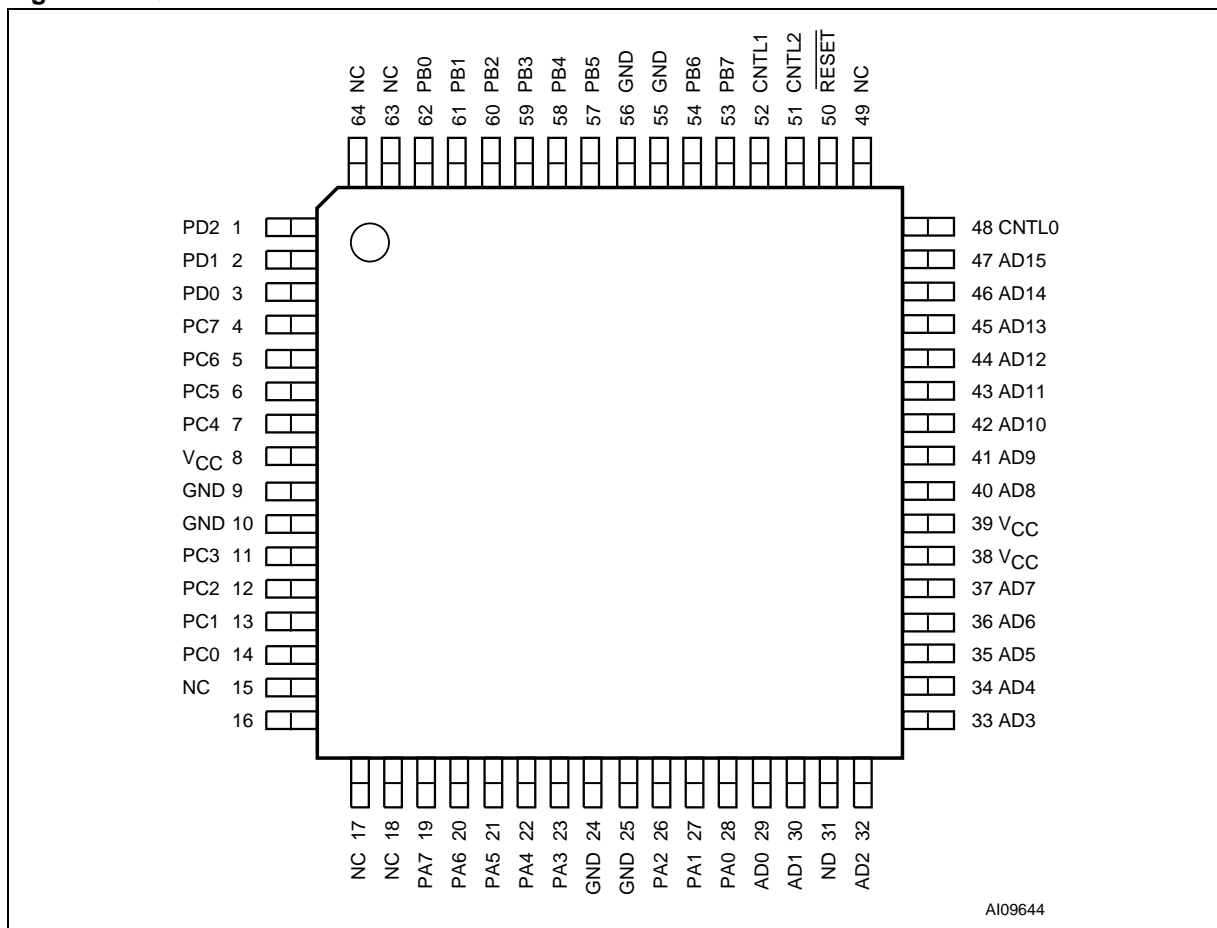 64 NC
63 NC
62 PB0
61 PB1
60 PB2
59 PB3
58 PB4
57 PB5
56 GND
55 GND
54 PB6
53 PB7
52 CNTL1
51 CNTL2
50 RESET
49 NC
PD2 1
PD1 2
PD0 3
PC7 4
PC6 5
PC5 6
PC4 7
VCC 8
GND 9
GND 10
PC3 11
PC2 12
PC1 13
PC0 14
NC 15
16
48 CNTL0
47 AD15
46 AD14
45 AD13
44 AD12
43 AD11
42 AD10
41 AD9
40 AD8
39 VCC
38 VCC
37 AD7
36 AD6
35 AD5
34 AD4
33 AD3
NC 17
NC 18
PA7 19
PA6 20
PA5 21
PA4 22
PA3 23
GND 24
GND 25
PA2 26
PA1 27
PA0 28
AD0 29
AD1 30
ND 31
AD2 32
AI09644